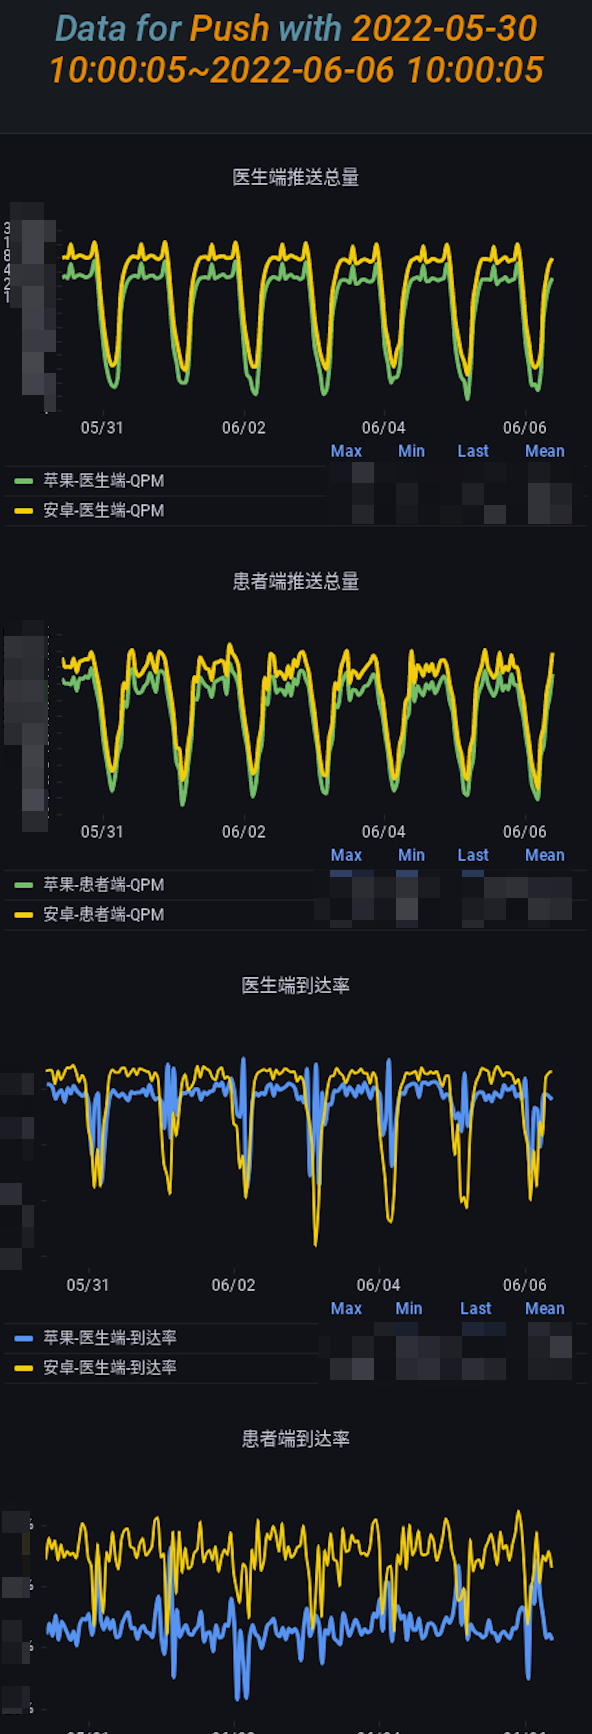 Data for Push with 2022-05-30
10:00:05~2022-06-06 10:00:05
医生端推送总量
3
1
8
4
2
1
05/31 06/02 06/04 06/06
Max Min Last Mean
苹果-医生端-QPM
安卓-医生端-QPM
患者端推送总量
05/31 06/02 06/04 06/06
Max Min Last Mean
苹果-患者端-QPM
安卓-患者端-QPM
医生端到达率
05/31 06/02 06/04 06/06
Max Min Last Mean
苹果-医生端-到达率
安卓-医生端-到达率
患者端到达率